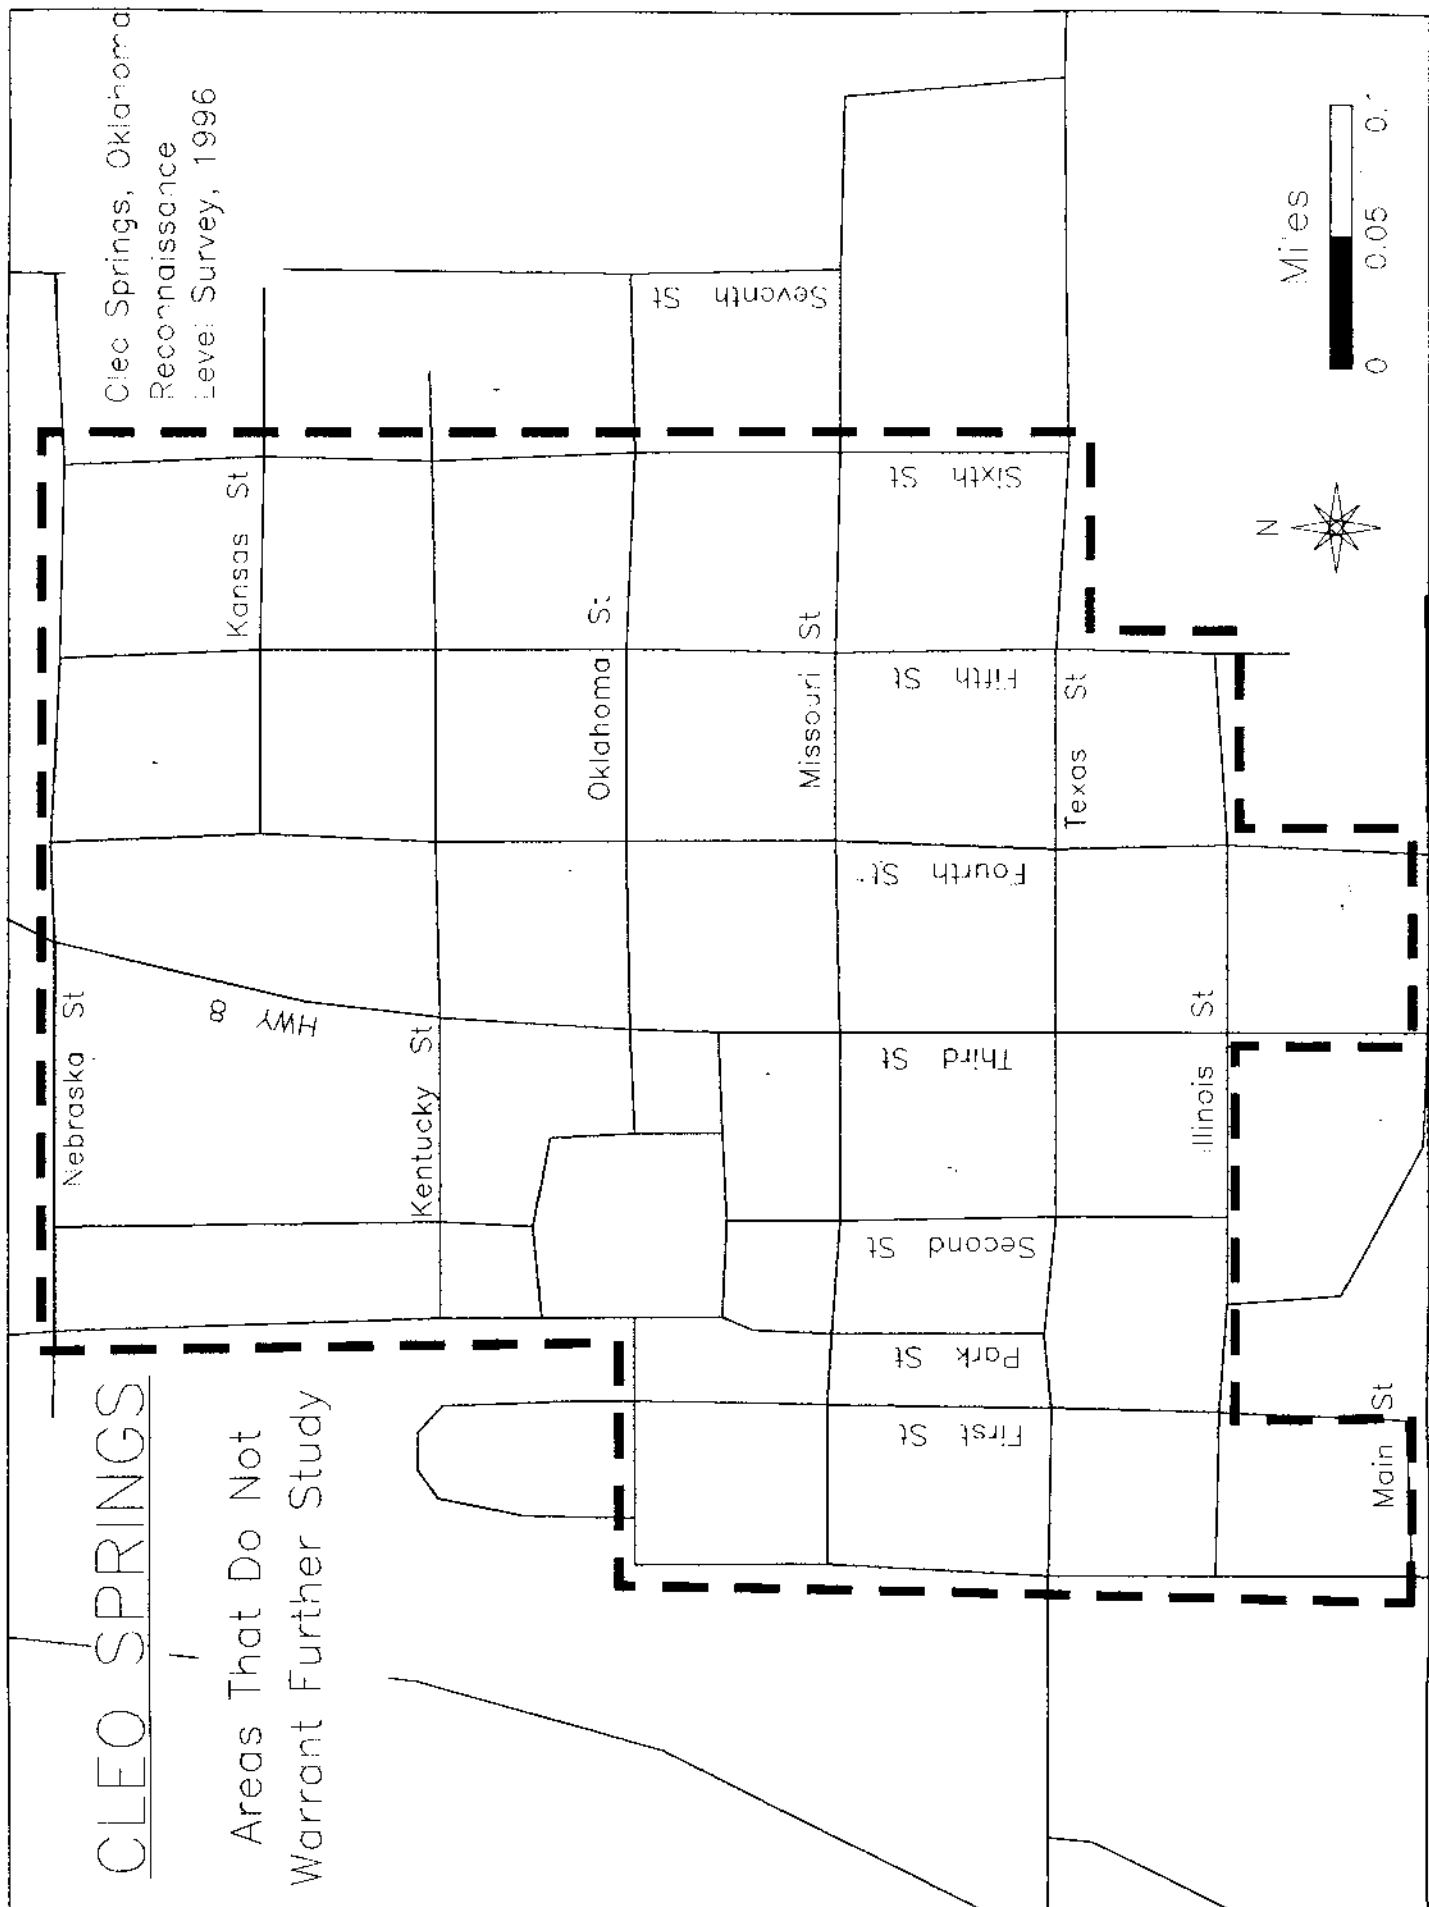 CLEO SPRINGS
Areas That Do Not
Warrant Further Study
Clec Springs, Oklahoma
Reconnaissance
Level Survey, 1996
Nebraska St
Kansas St
HWY 8
Kentucky St
Oklahoma St
Seventh St
Missouri St
First St
Park St
Second St
Third St
Fourth St
Fifth St
Sixth St
Texas St
Illinois St
Main St
N
Miles
0 0.05 0.